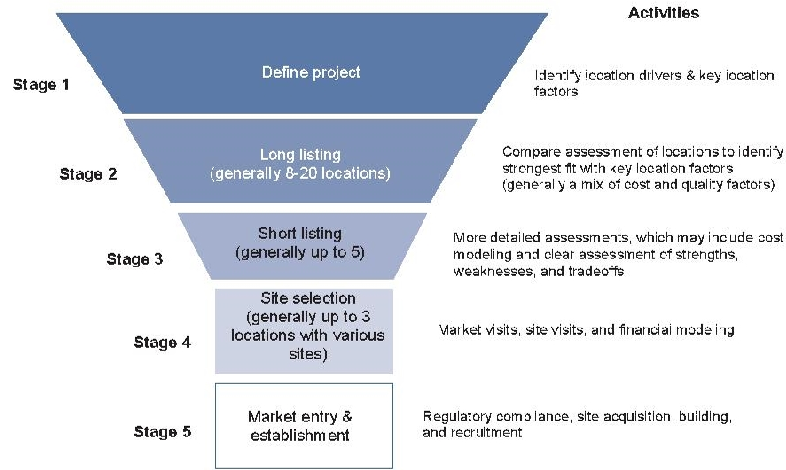 Activities
Stage 1
Define project
Identify location drivers & key location
factors
Stage 2
Long listing
(generally 8-20 locations)
Compare assessment of locations to identify
strongest fit with key location factors
(generally a mix of cost and quality factors)
Stage 3
Short listing
(generally up to 5)
More detailed assessments, which may include cost
modeling and clear assessment of strengths,
weaknesses, and tradeoffs
Stage 4
Site selection
(generally up to 3
locations with various
sites)
Market visits, site visits, and financial modeling
Stage 5
Market entry &
establishment
Regulatory compliance, site acquisition building,
and recruitment